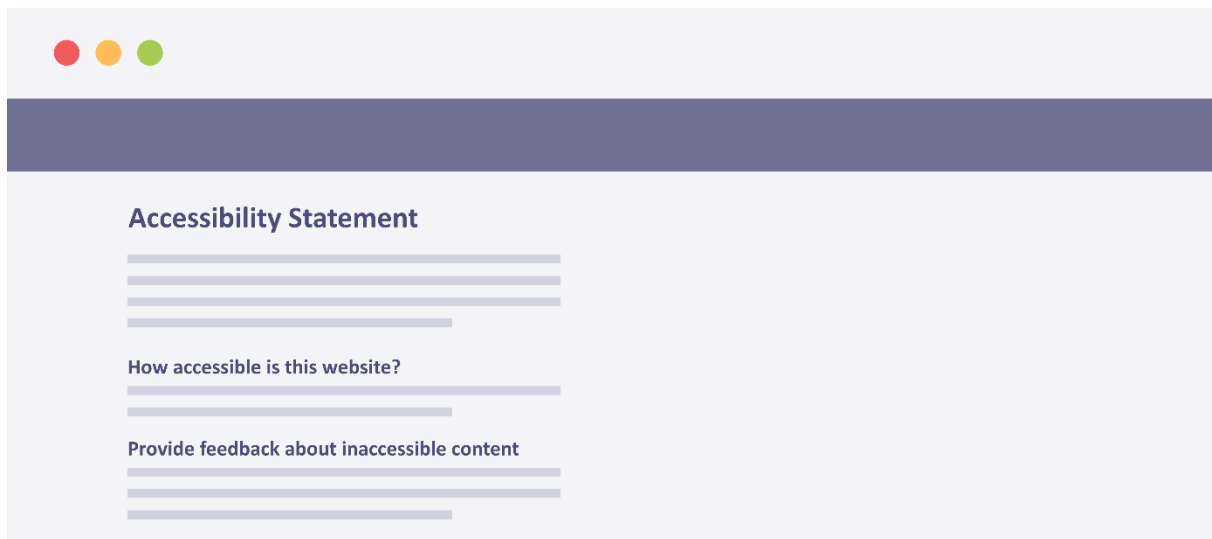 Accessibility Statement
How accessible is this website?
Provide feedback about inaccessible content